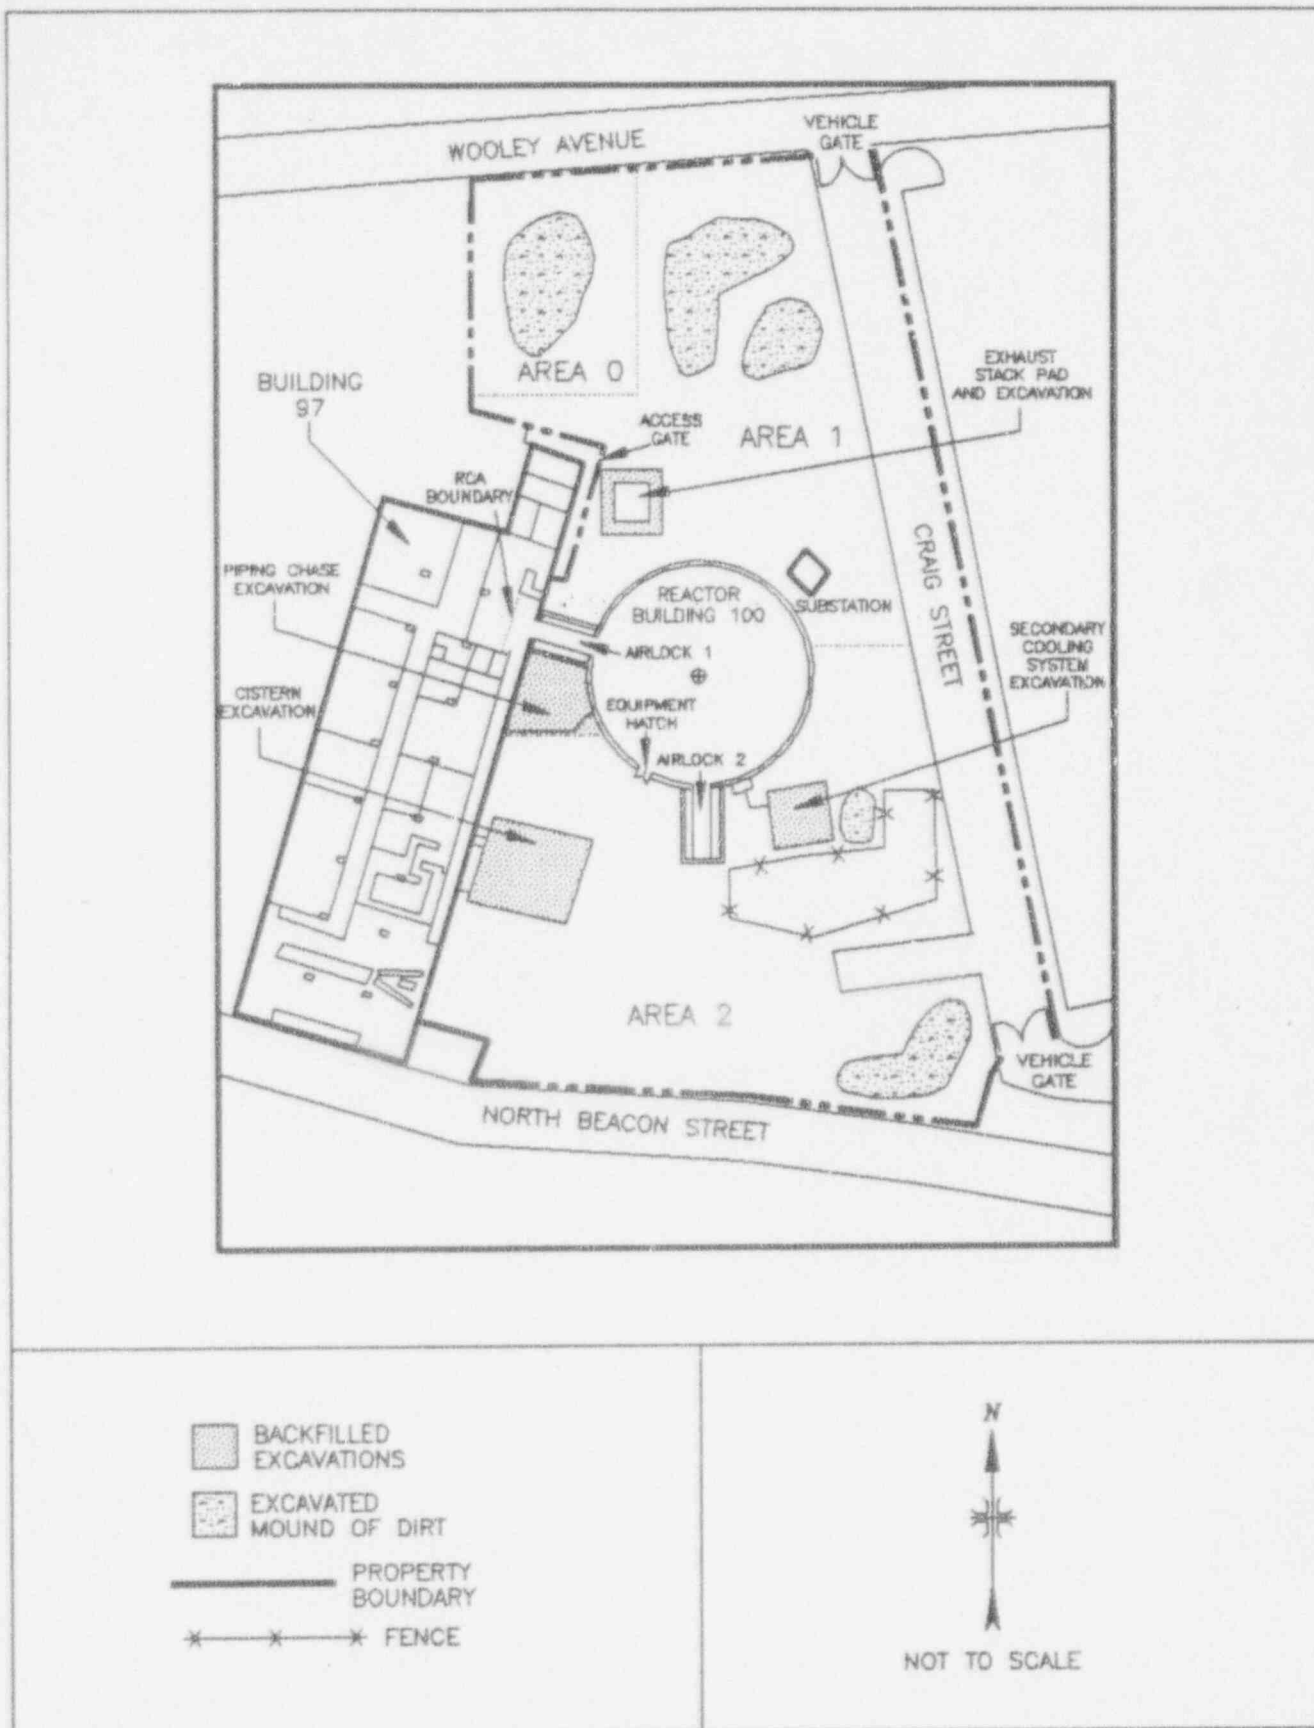 WOOLEY AVENUE
VEHICLE
GATE
AREA 0
BUILDING
97
ACCESS
GATE
AREA 1
EXHAUST
STACK PAD
AND EXCAVATION
RCA
BOUNDARY
PIPING CHASE
EXCAVATION
REACTOR
BUILDING 100
SUBSTATION
CRAIG STREET
AIRLOCK 1
SECONDARY
COOLING
SYSTEM
EXCAVATION
CISTERN
EXCAVATION
EQUIPMENT
HATCH
AIRLOCK 2
AREA 2
VEHICLE
GATE
NORTH BEACON STREET
BACKFILLED
EXCAVATIONS
EXCAVATED
MOUND OF DIRT
PROPERTY
BOUNDARY
FENCE
N
NOT TO SCALE